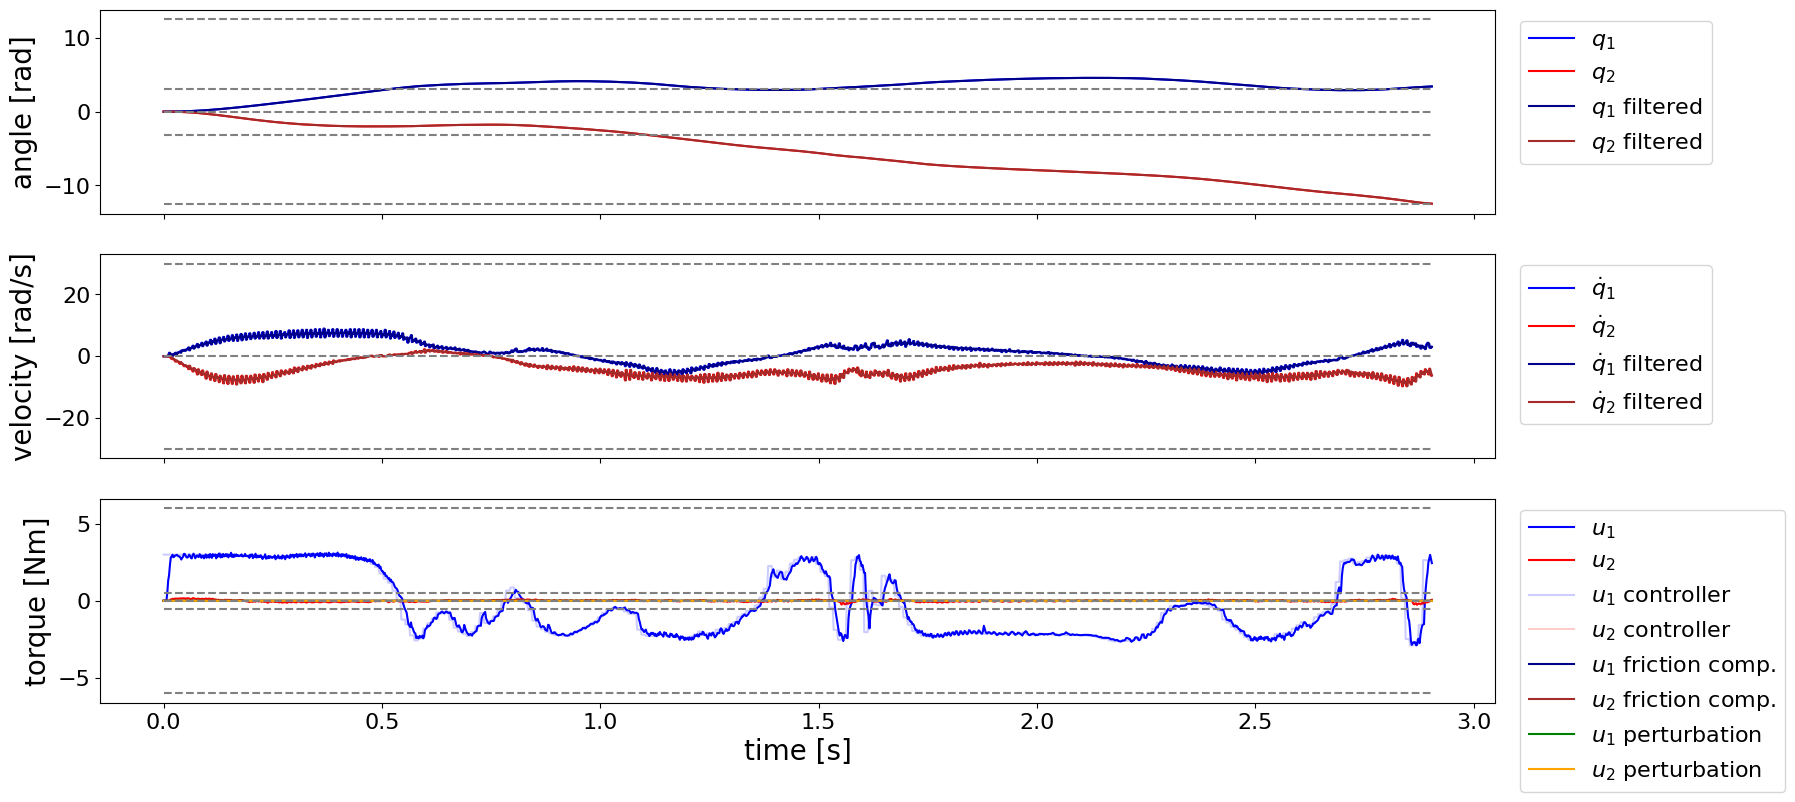 angle [rad]
10
0
−10
q₁
q₂
q₁ filtered
q₂ filtered
velocity [rad/s]
20
0
−20
q̇₁
q̇₂
q̇₁ filtered
q̇₂ filtered
torque [Nm]
5
0
−5
0.0 0.5 1.0 1.5 2.0 2.5 3.0
time [s]
u₁
u₂
u₁ controller
u₂ controller
u₁ friction comp.
u₂ friction comp.
u₁ perturbation
u₂ perturbation